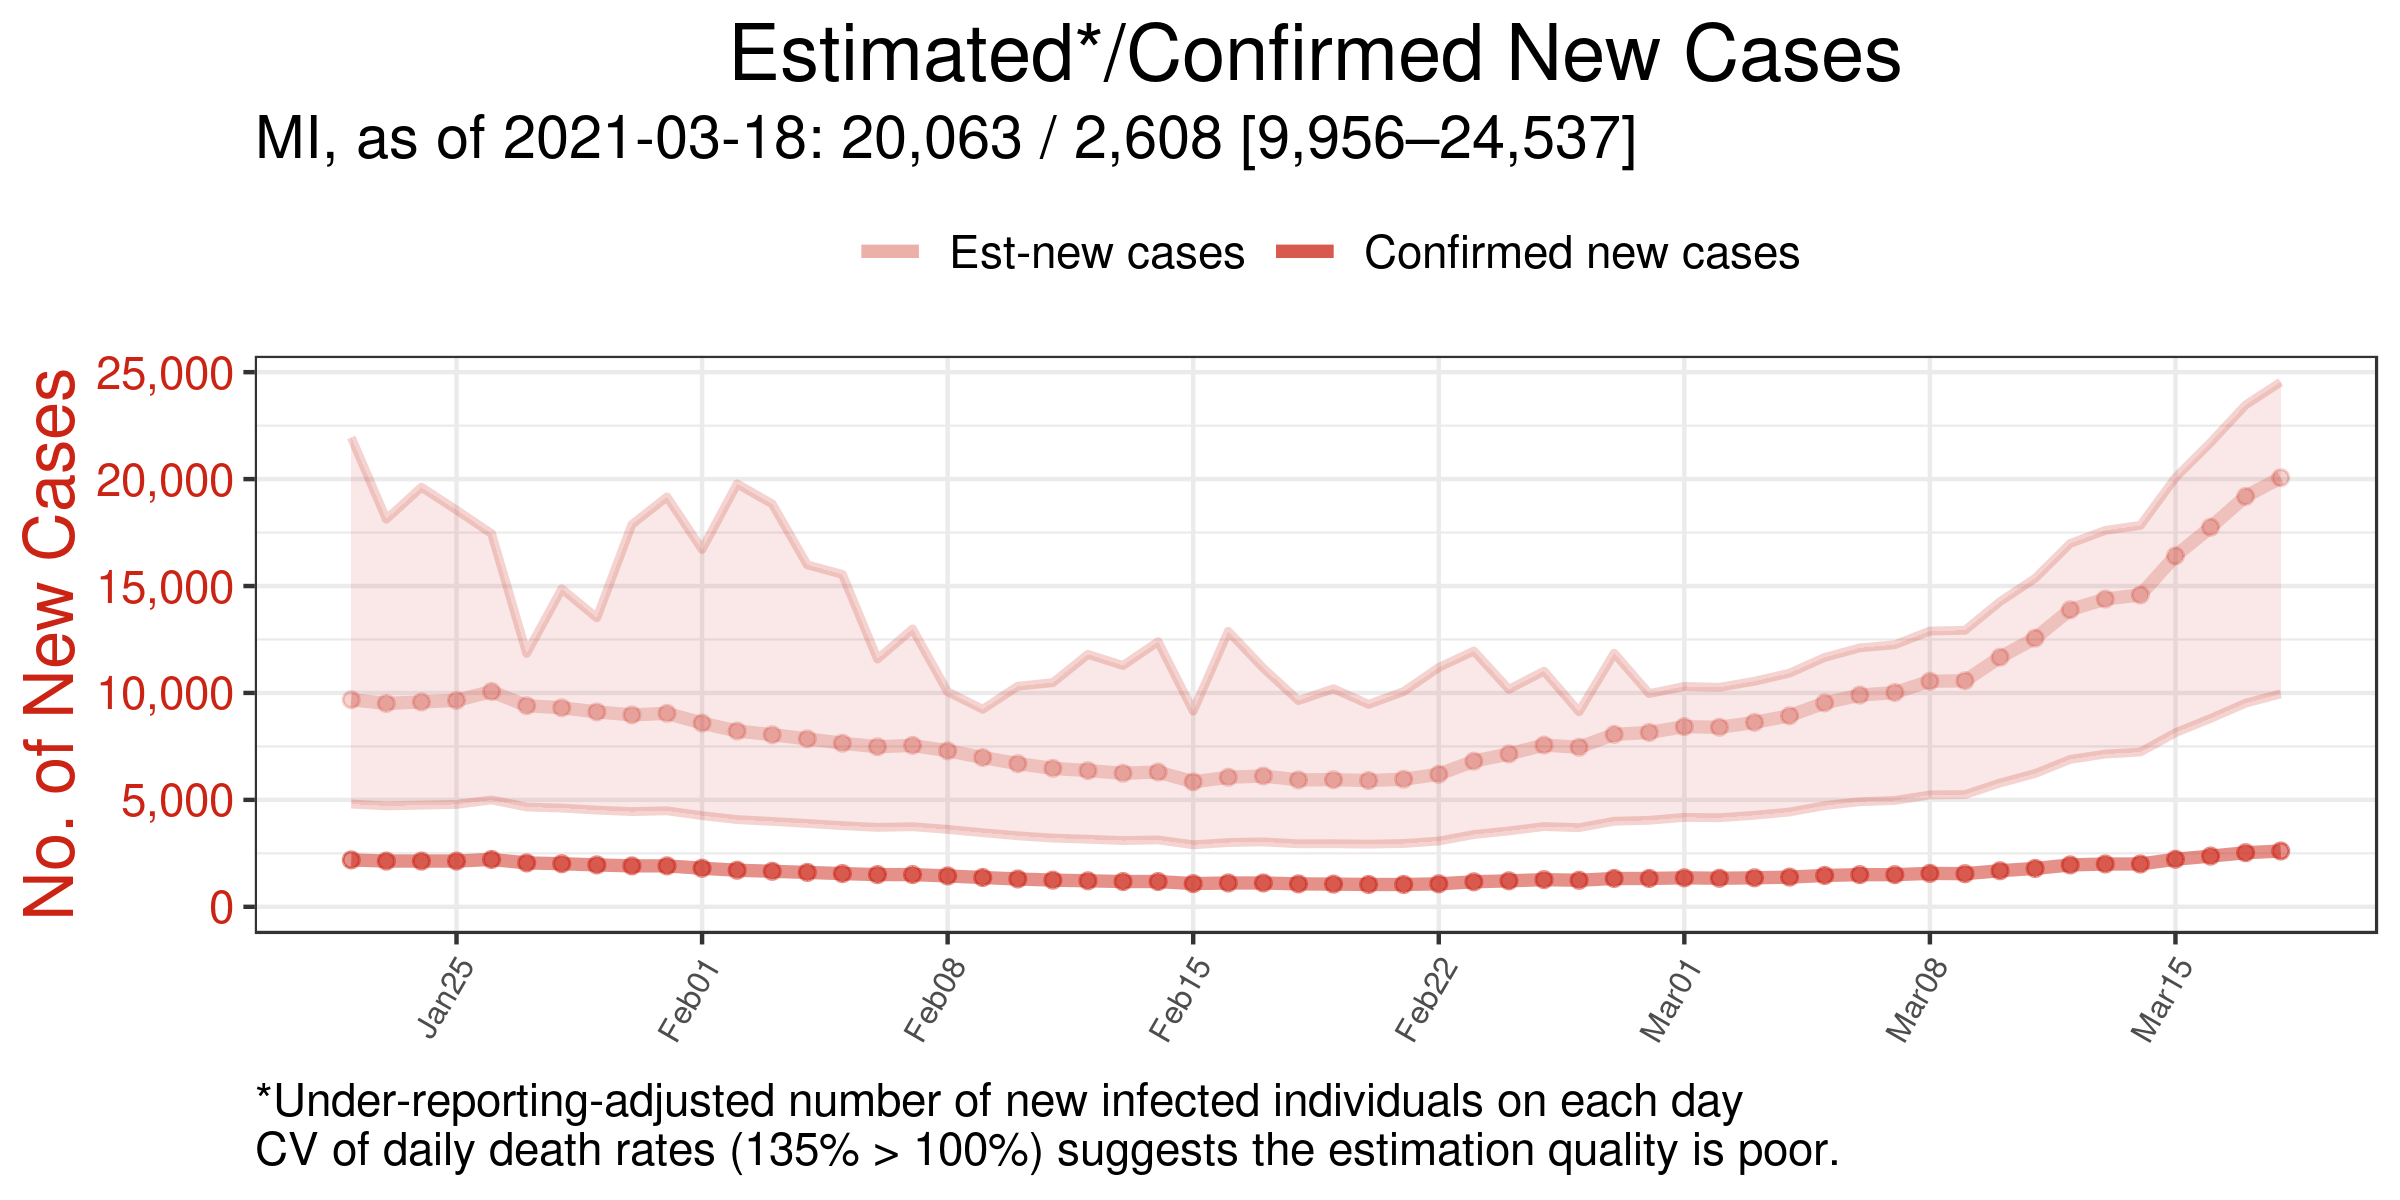 Estimated*/Confirmed New Cases
MI, as of 2021-03-18: 20,063 / 2,608 [9,956–24,537]
Est-new cases
Confirmed new cases
No. of New Cases
25,000
20,000
15,000
10,000
5,000
0
Jan25
Feb01
Feb08
Feb15
Feb22
Mar01
Mar08
Mar15
*Under-reporting-adjusted number of new infected individuals on each day
CV of daily death rates (135% > 100%) suggests the estimation quality is poor.